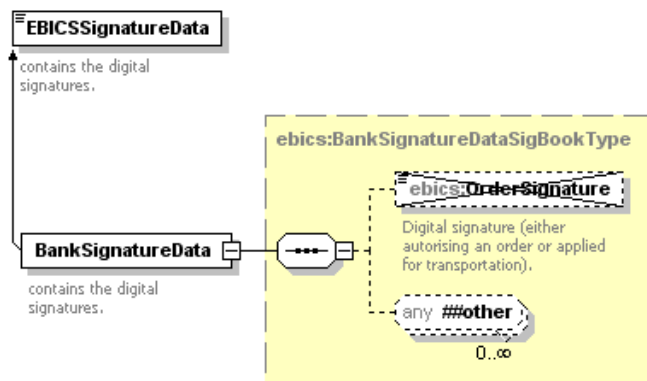 EBICSSignatureData
contains the digital
signatures.
ebics:BankSignatureDataSigBookType
ebics:OrderSignature
Digital signature (either
autorising an order or applied
for transportation).
BankSignatureData
contains the digital
signatures.
any ##other
0..∞